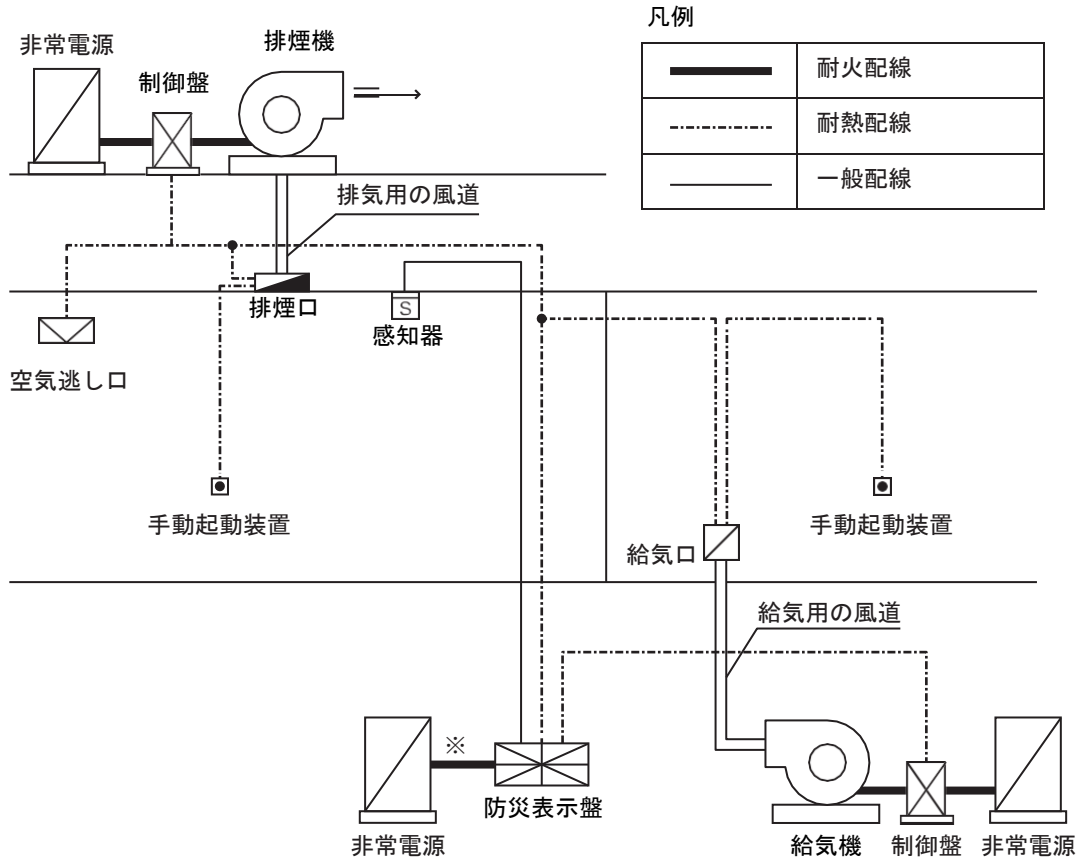 凡例
非常電源
排煙機
制御盤
耐火配線
耐熱配線
一般配線
排気用の風道
排煙口
S
感知器
空気逃し口
手動起動装置
手動起動装置
給気口
給気用の風道
※
防災表示盤
非常電源
給気機
制御盤
非常電源